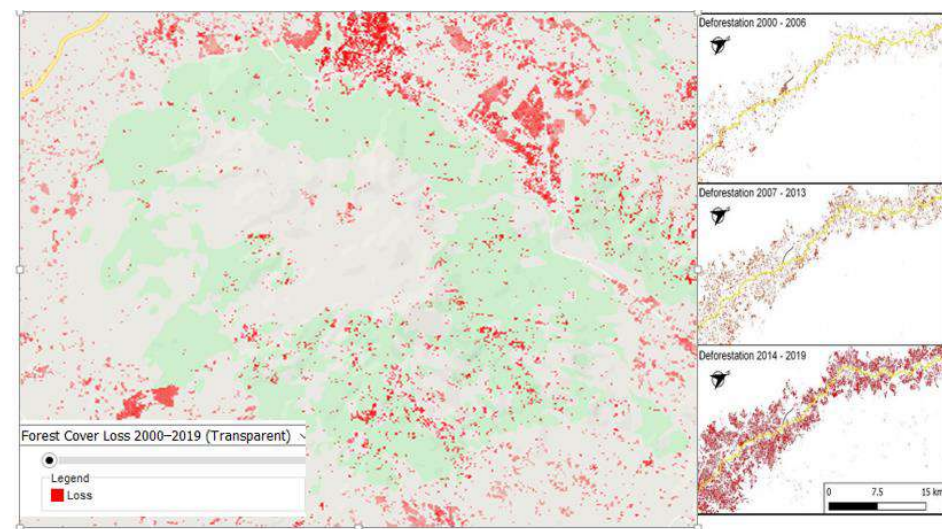 Deforestation 2000 - 2006
Deforestation 2007 - 2013
Deforestation 2014 - 2019
0 7.5 15 km
Forest Cover Loss 2000–2019 (Transparent)
Legend
Loss